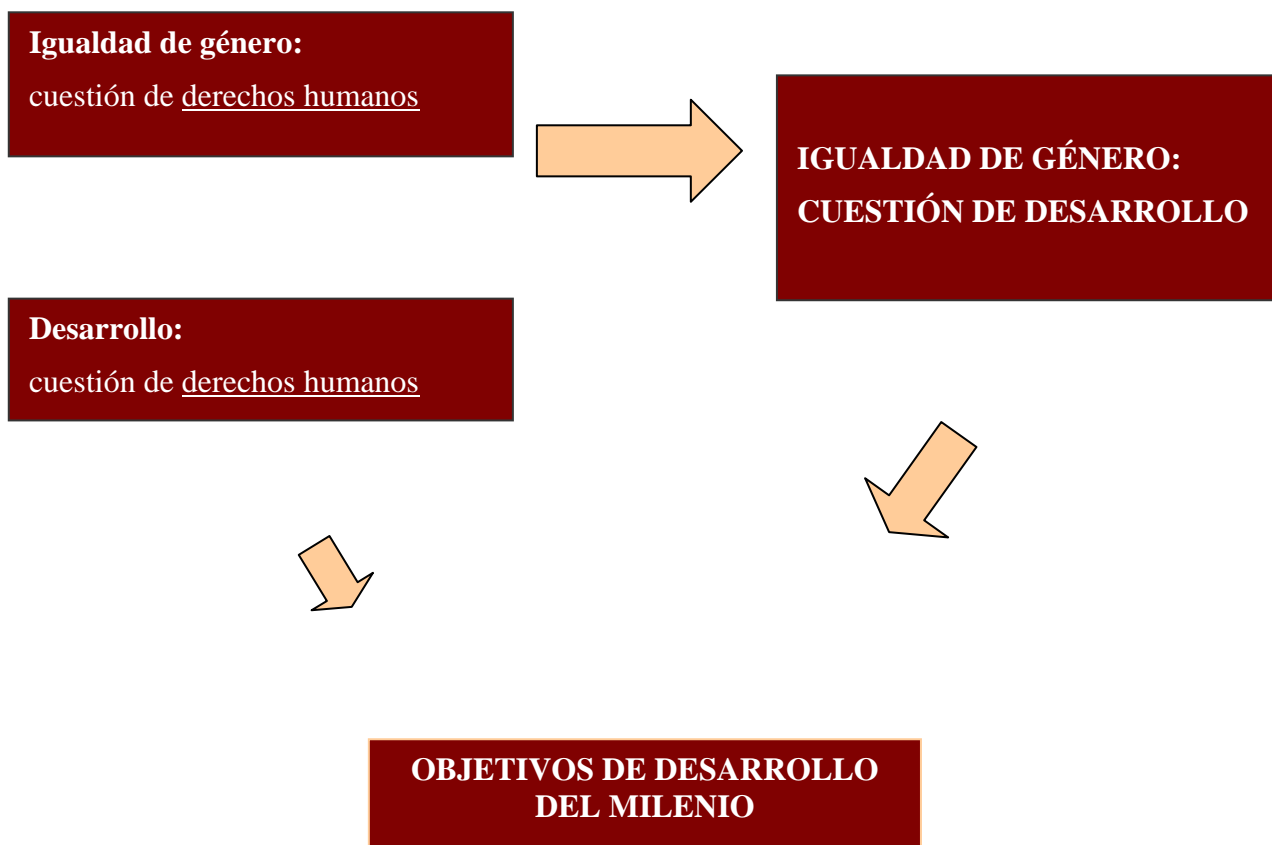 Igualdad de género:
cuestión de derechos humanos
IGUALDAD DE GÉNERO:
CUESTIÓN DE DESARROLLO
Desarrollo:
cuestión de derechos humanos
OBJETIVOS DE DESARROLLO
DEL MILENIO